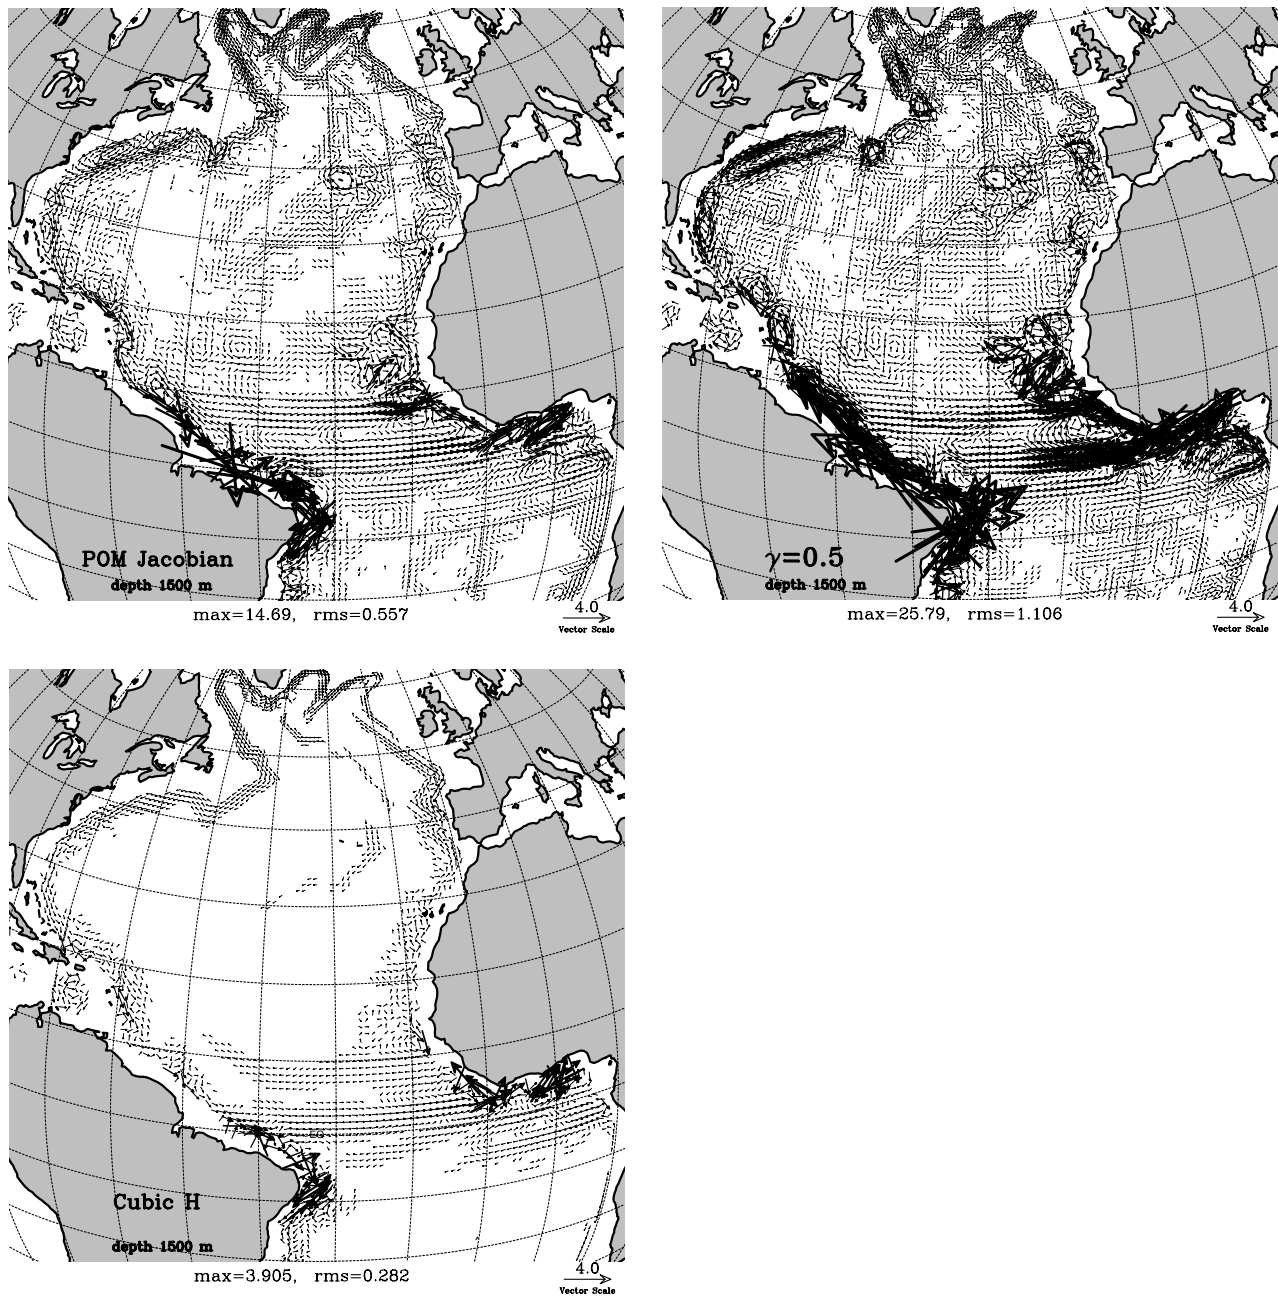 POM Jacobian
depth 1500 m
max=14.69, rms=0.557
4.0
Vector Scale
γ=0.5
depth 1500 m
max=25.79, rms=1.106
4.0
Vector Scale
EQ
Cubic H
depth 1500 m
max=3.905, rms=0.282
4.0
Vector Scale